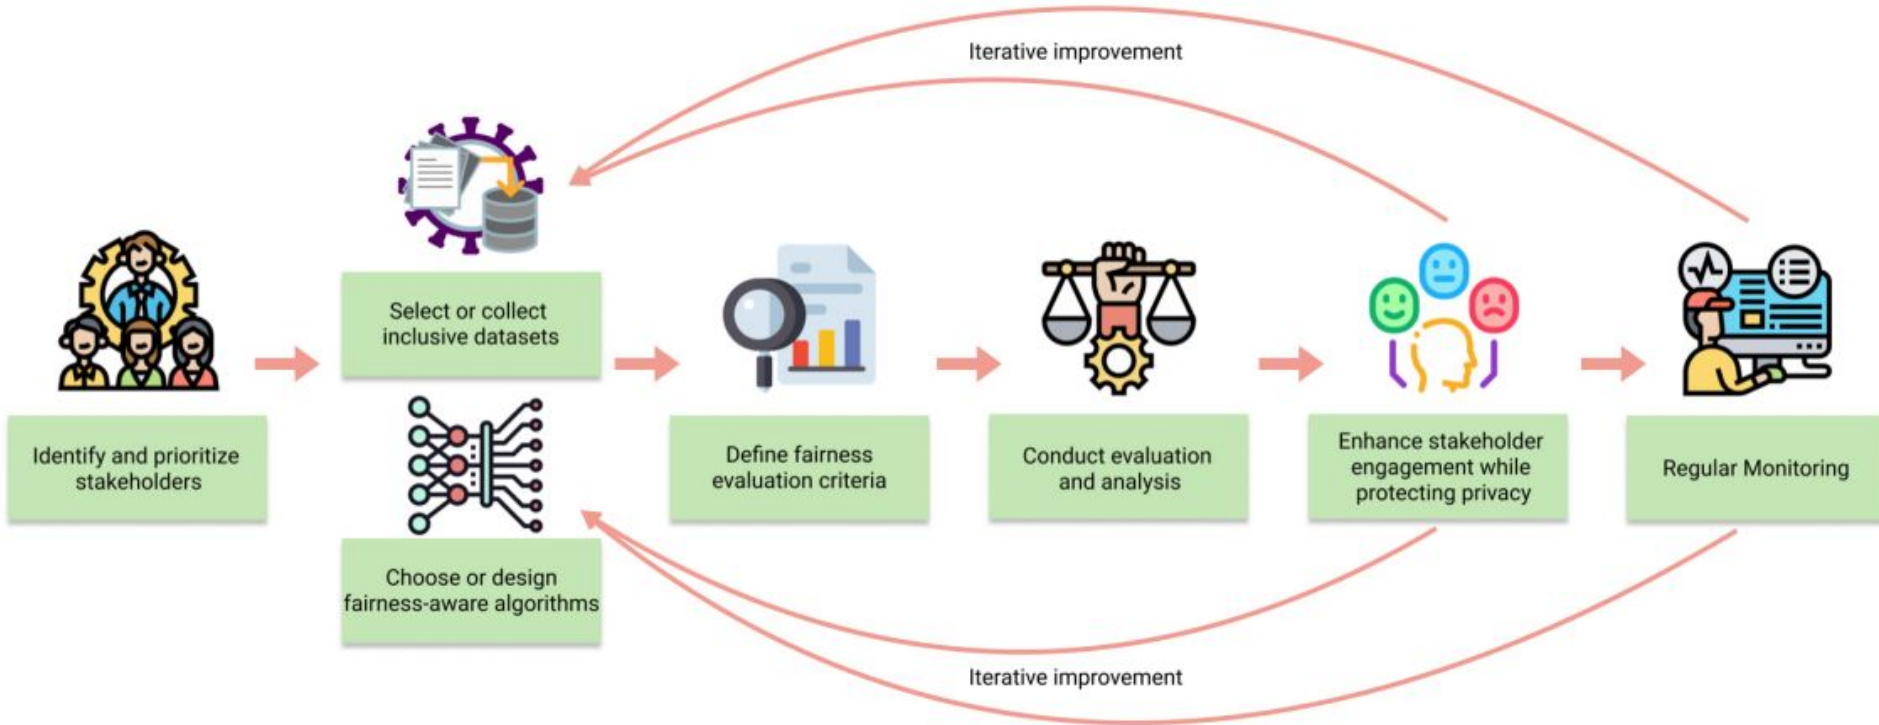 Iterative improvement
Identify and prioritize
stakeholders
Select or collect
inclusive datasets
Choose or design
fairness-aware algorithms
Define fairness
evaluation criteria
Conduct evaluation
and analysis
Enhance stakeholder
engagement while
protecting privacy
Regular Monitoring
Iterative improvement